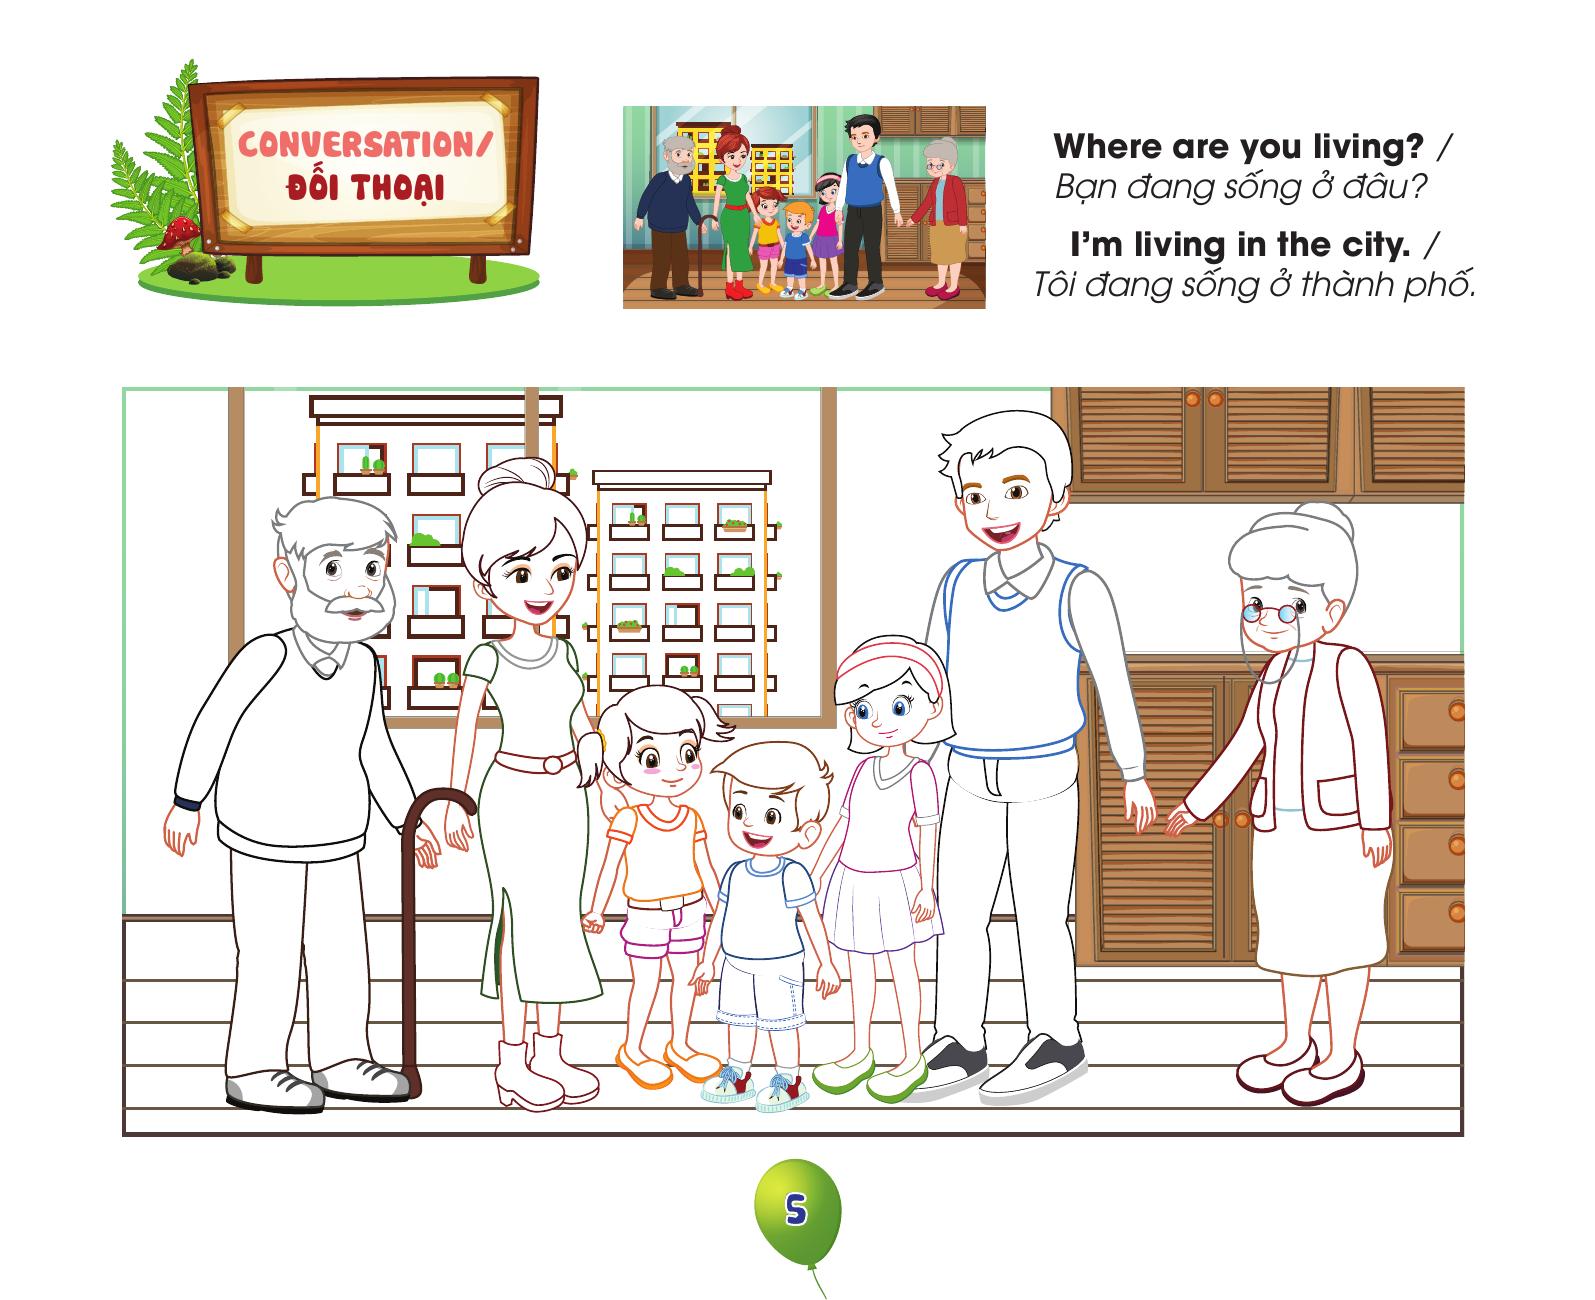 CONVERSATION/
ĐỐI THOẠI
Where are you living? /
Bạn đang sống ở đâu?
I'm living in the city. /
Tôi đang sống ở thành phố.
5